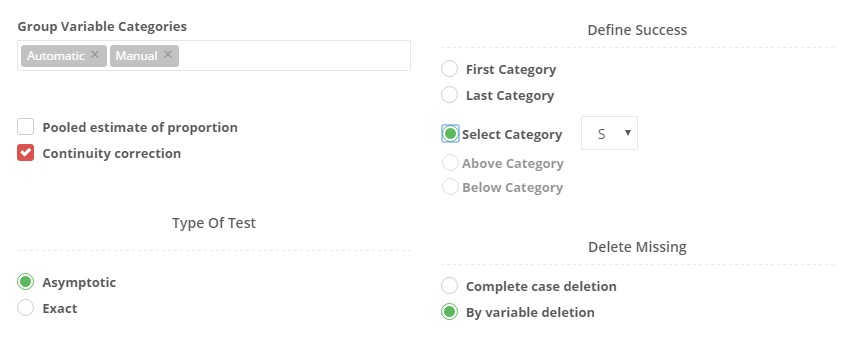 Group Variable Categories
Automatic × Manual ×
Pooled estimate of proportion
Continuity correction
Type Of Test
Asymptotic
Exact
Define Success
First Category
Last Category
Select Category S
Above Category
Below Category
Delete Missing
Complete case deletion
By variable deletion